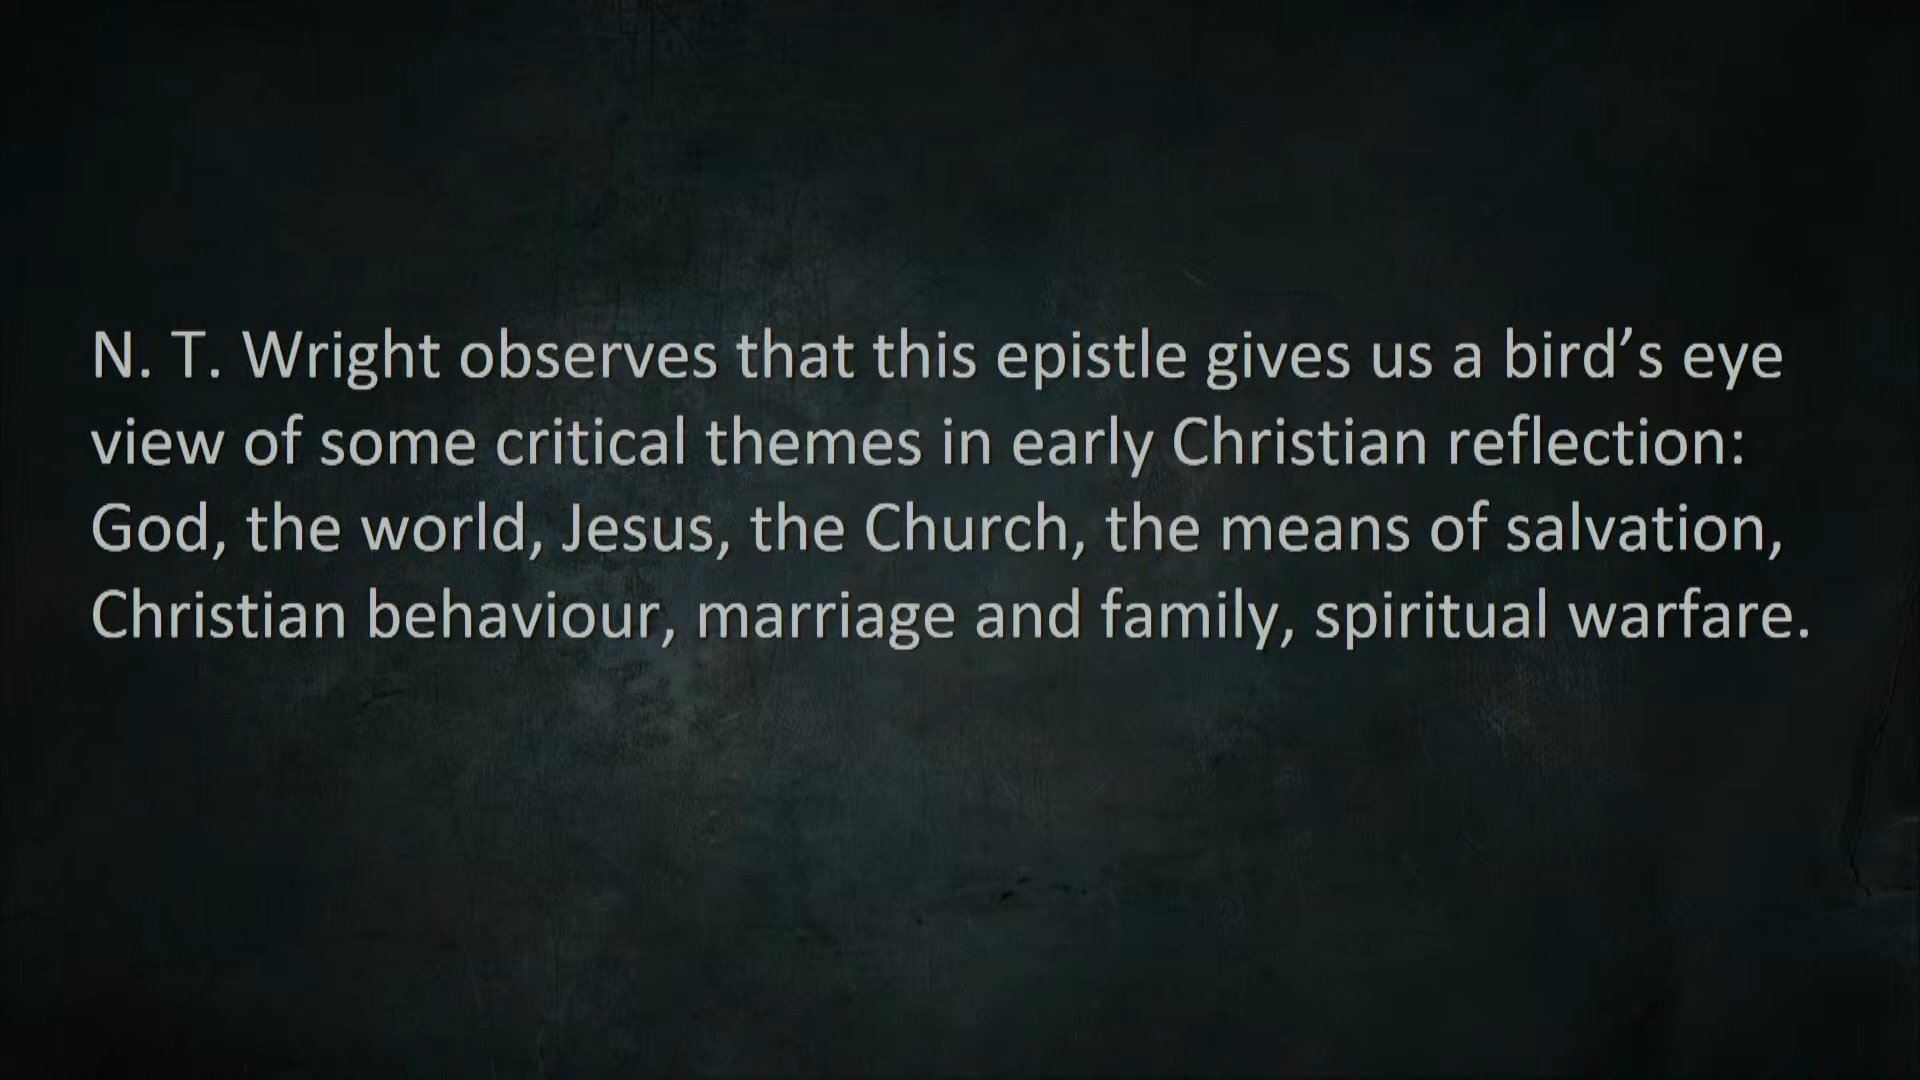 N. T. Wright observes that this epistle gives us a bird’s eye
view of some critical themes in early Christian reflection:
God, the world, Jesus, the Church, the means of salvation,
Christian behaviour, marriage and family, spiritual warfare.